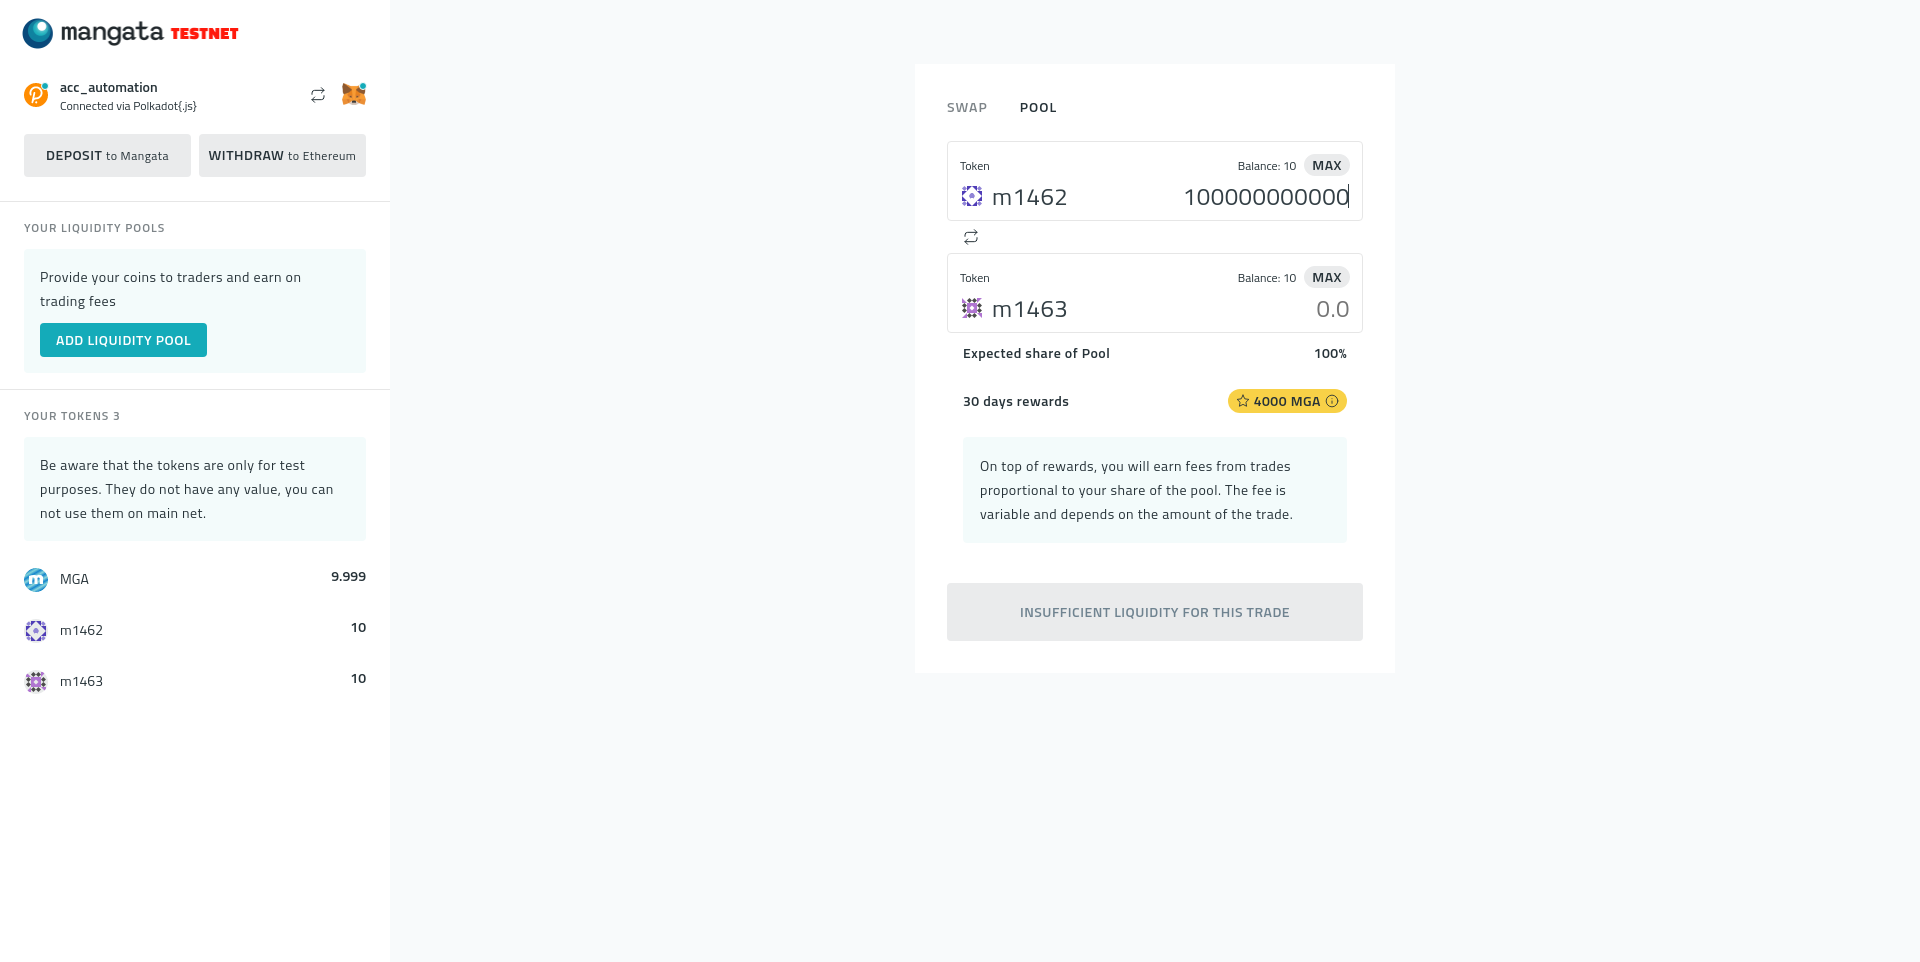 mangata TESTNET
acc_automation
Connected via Polkadot{.js}
DEPOSIT to Mangata
WITHDRAW to Ethereum
YOUR LIQUIDITY POOLS
Provide your coins to traders and earn on
trading fees
ADD LIQUIDITY POOL
YOUR TOKENS 3
Be aware that the tokens are only for test
purposes. They do not have any value, you can
not use them on main net.
MGA 9.999
m1462 10
m1463 10
SWAP POOL
Token Balance: 10 MAX
m1462 100000000000
Token Balance: 10 MAX
m1463 0.0
Expected share of Pool 100%
30 days rewards 4000 MGA
On top of rewards, you will earn fees from trades
proportional to your share of the pool. The fee is
variable and depends on the amount of the trade.
INSUFFICIENT LIQUIDITY FOR THIS TRADE